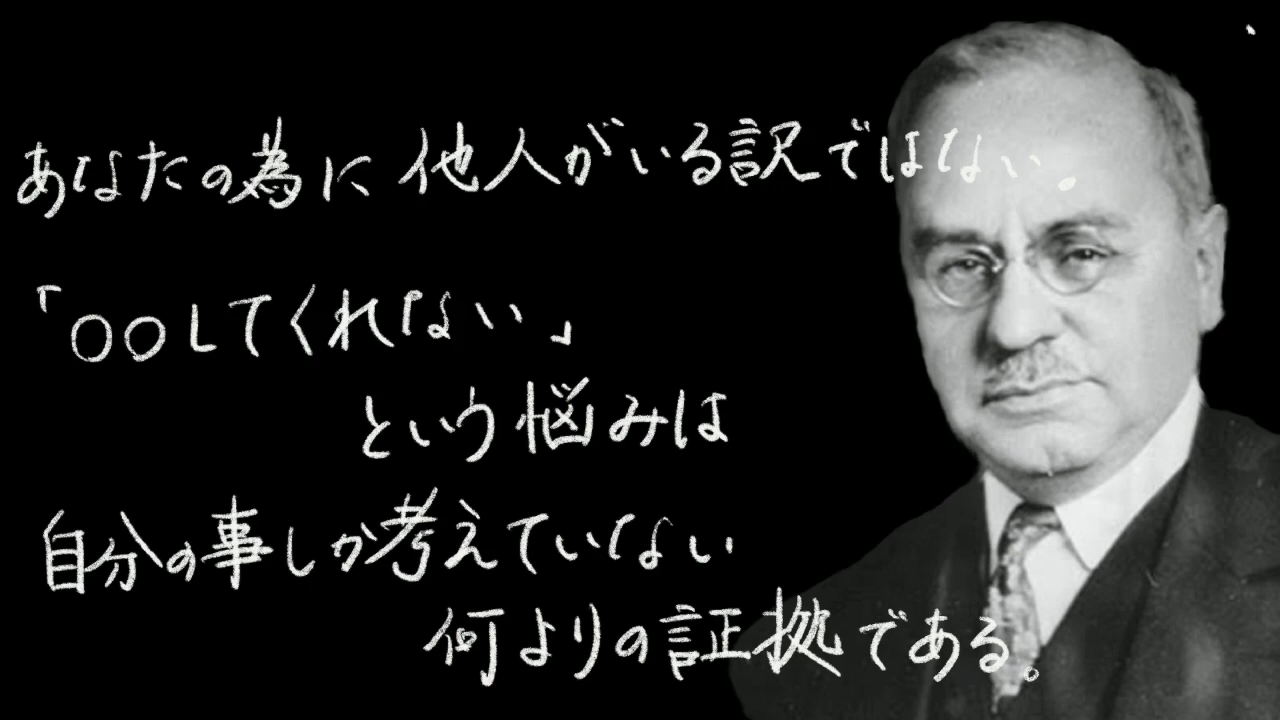 あなたの為に他人がいる訳ではない。
「○○してくれない」
という悩みは
自分の事しか考えていない
何よりの証拠である。